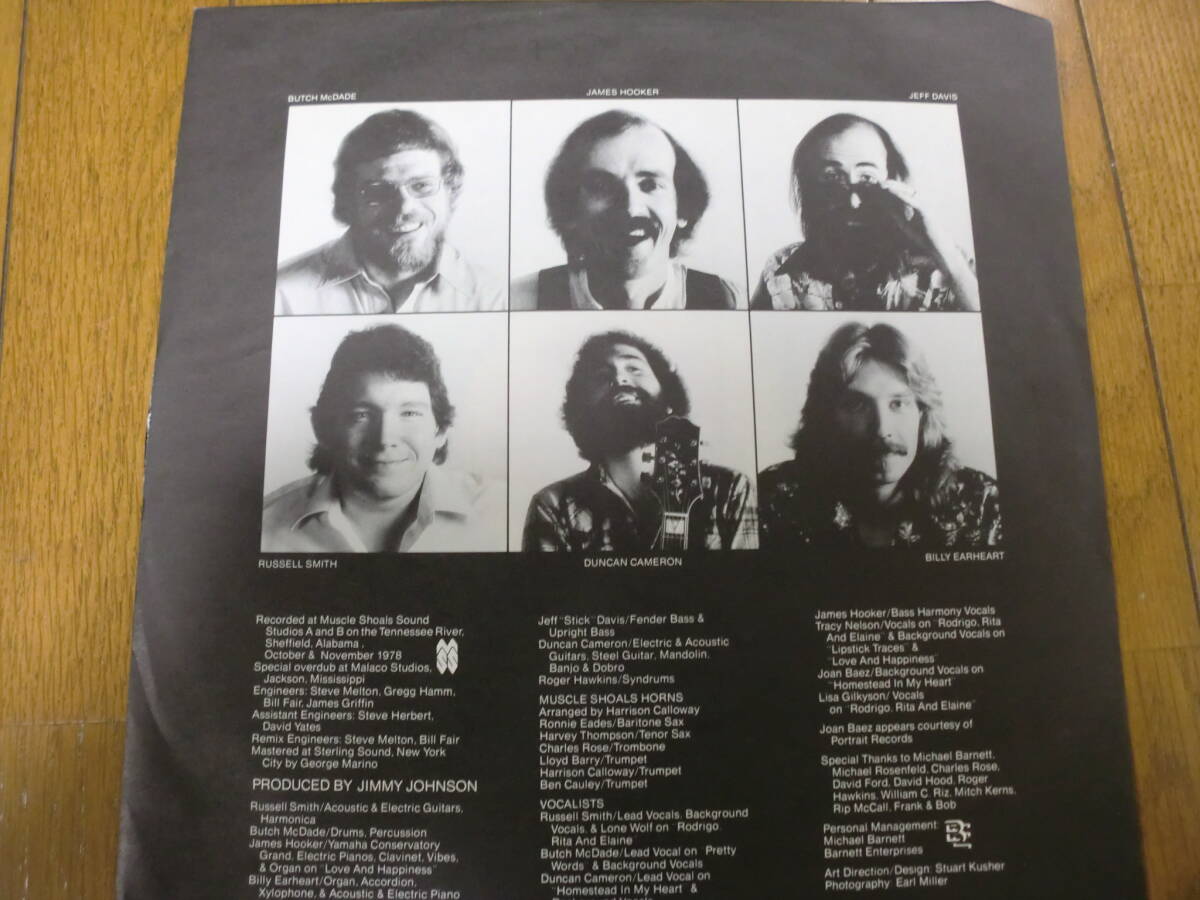 BUTCH McDADE
JAMES HOOKER
JEFF DAVIS
RUSSELL SMITH
DUNCAN CAMERON
BILLY EARHEART
Recorded at Muscle Shoals Sound
Studios A and B on the Tennessee River,
Sheffield, Alabama,
October & November 1978
Special overdub at Malaco Studios,
Jackson, Mississippi
Engineers: Steve Melton, Gregg Hamm,
Bill Fair, James Griffin
Assistant Engineers: Steve Herbert,
David Yates
Remix Engineers: Steve Melton, Bill Fair
Mastered at Sterling Sound, New York
City by George Marino
PRODUCED BY JIMMY JOHNSON
Russell Smith/Acoustic & Electric Guitars,
Harmonica
Butch McDade/Drums, Percussion
James Hooker/Yamaha Conservatory
Grand, Electric Pianos, Clavinet, Vibes,
& Organ on "Love And Happiness"
Billy Earheart/Organ, Accordion,
Xylophone, & Acoustic & Electric Piano
Jeff "Stick" Davis/Fender Bass &
Upright Bass
Duncan Cameron/Electric & Acoustic
Guitars, Steel Guitar, Mandolin,
Banjo & Dobro
Roger Hawkins/Syndrums
MUSCLE SHOALS HORNS
Arranged by Harrison Calloway
Ronnie Eades/Baritone Sax
Harvey Thompson/Tenor Sax
Charles Rose/Trombone
Lloyd Barry/Trumpet
Harrison Calloway/Trumpet
Ben Cauley/Trumpet
VOCALISTS
Russell Smith/Lead Vocals, Background
Vocals, & Lone Wolf on "Rodrigo,
Rita And Elaine"
Butch McDade/Lead Vocal on "Pretty
Words" & Background Vocals
Duncan Cameron/Lead Vocal on
"Homestead In My Heart" &
Background Vocals
James Hooker/Bass Harmony Vocals
Tracy Nelson/Vocals on "Rodrigo, Rita
And Elaine" & Background Vocals on
"Lipstick Traces" &
"Love And Happiness"
Joan Baez/Background Vocals on
"Homestead In My Heart"
Lisa Gilkyson/Vocals
on "Rodrigo, Rita And Elaine"
Joan Baez appears courtesy of
Portrait Records
Special Thanks to Michael Barnett,
Michael Rosenfeld, Charles Rose,
David Ford, David Hood, Roger
Hawkins, William C. Riz, Mitch Kerns,
Rip McCall, Frank & Bob
Personal Management:
Michael Barnett
Barnett Enterprises
Art Direction/Design: Stuart Kusher
Photography: Earl Miller